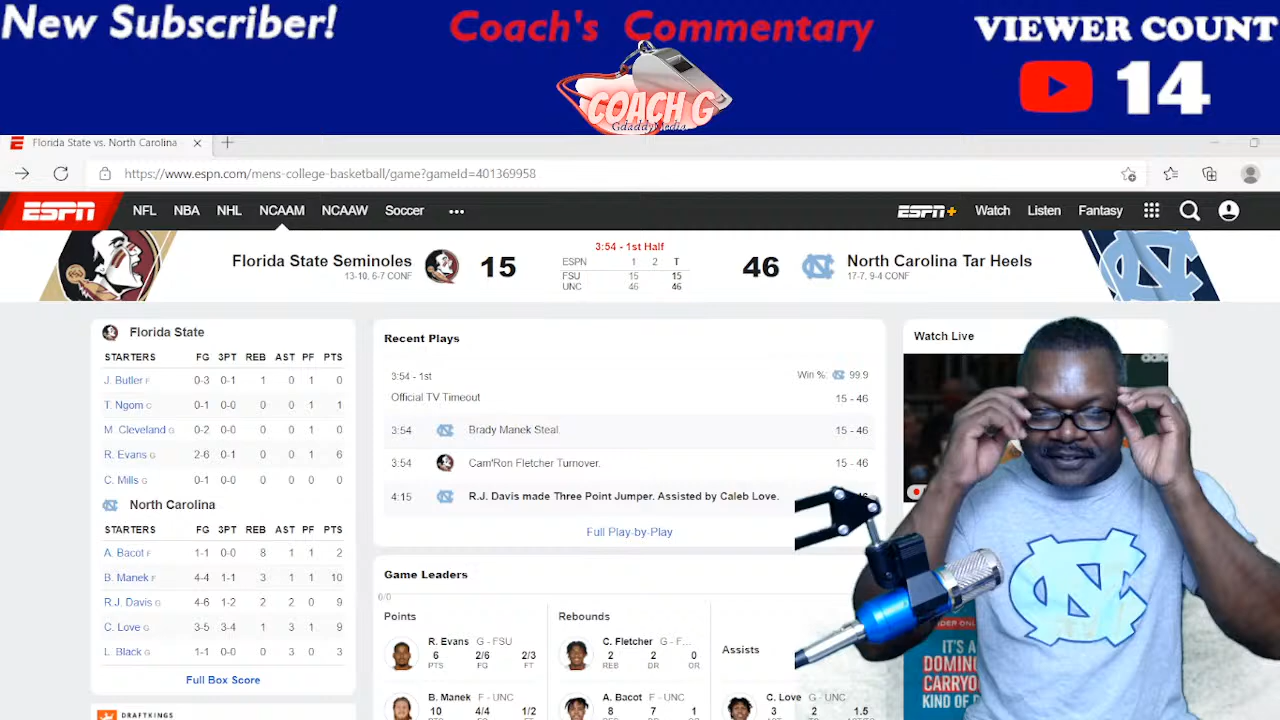 New Subscriber!
Coach's Commentary
VIEWER COUNT
COACH G
GdaddyMedia
14
Florida State vs. North Carolina
https://www.espn.com/mens-college-basketball/game?gameId=401369958
ESPN NFL NBA NHL NCAAM NCAAW Soccer ... ESPN+ Watch Listen Fantasy
Florida State Seminoles
13-10, 6-7 CONF
15
3:54 - 1st Half
ESPN 1 2 T
FSU 15 15
UNC 46 46
46
North Carolina Tar Heels
17-7, 9-4 CONF
Florida State
STARTERS FG 3PT REB AST PF PTS
J. Butler F 0-3 0-1 1 0 1 0
T. Ngom G 0-1 0-0 0 0 1 1
M. Cleveland G 0-2 0-0 0 0 1 0
R. Evans G 2-6 0-1 0 0 1 6
C. Mills G 0-1 0-0 0 0 0 0
North Carolina
STARTERS FG 3PT REB AST PF PTS
A. Bacot F 1-1 0-0 8 1 1 2
B. Manek F 4-4 1-1 3 1 1 10
R.J. Davis G 4-6 1-2 2 2 0 9
C. Love G 3-5 3-4 1 3 1 9
L. Black G 1-1 0-0 0 3 0 3
Full Box Score
DRAFTKINGS
Recent Plays
3:54 - 1st Win %: 99.9
Official TV Timeout 15 - 46
3:54 Brady Manek Steal. 15 - 46
3:54 Cam'Ron Fletcher Turnover. 15 - 46
4:15 R.J. Davis made Three Point Jumper. Assisted by Caleb Love.
Full Play-by-Play
Game Leaders
0/0
Points
R. Evans G - FSU
6 2/6 2/3
PTS FG FT
B. Manek F - UNC
10 4/4 1/2
Rebounds
C. Fletcher G - F...
2 2 0
REB DR OR
A. Bacot F - UNC
8 7 1
Assists
C. Love G - UNC
3 2 1.5
Watch Live
NC
IT'S A
DOMINO
CARRYO
KIND OF D